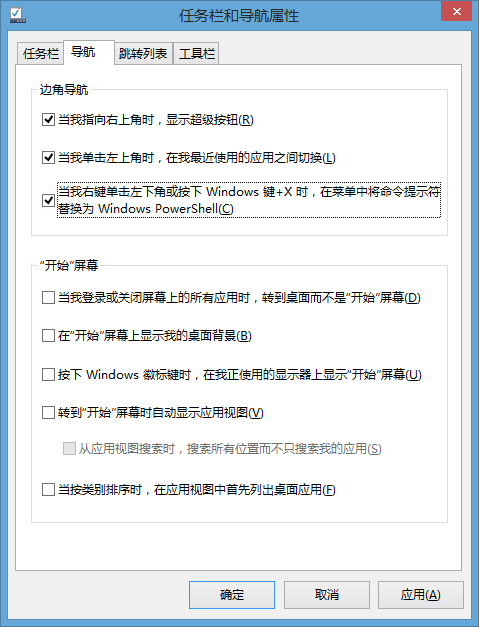 任务栏和导航属性
任务栏 导航 跳转列表 工具栏
边角导航
当我指向右上角时，显示超级按钮(R)
当我单击左上角时，在我最近使用的应用之间切换(L)
当我右键单击左下角或按下 Windows 键+X 时，在菜单中将命令提示符
替换为 Windows PowerShell(C)
“开始”屏幕
当我登录或关闭屏幕上的所有应用时，转到桌面而不是“开始”屏幕(D)
在“开始”屏幕上显示我的桌面背景(B)
按下 Windows 徽标键时，在我正使用的显示器上显示“开始”屏幕(U)
转到“开始”屏幕时自动显示应用视图(V)
从应用视图搜索时，搜索所有位置而不只搜索我的应用(S)
当按类别排序时，在应用视图中首先列出桌面应用(F)
确定 取消 应用(A)